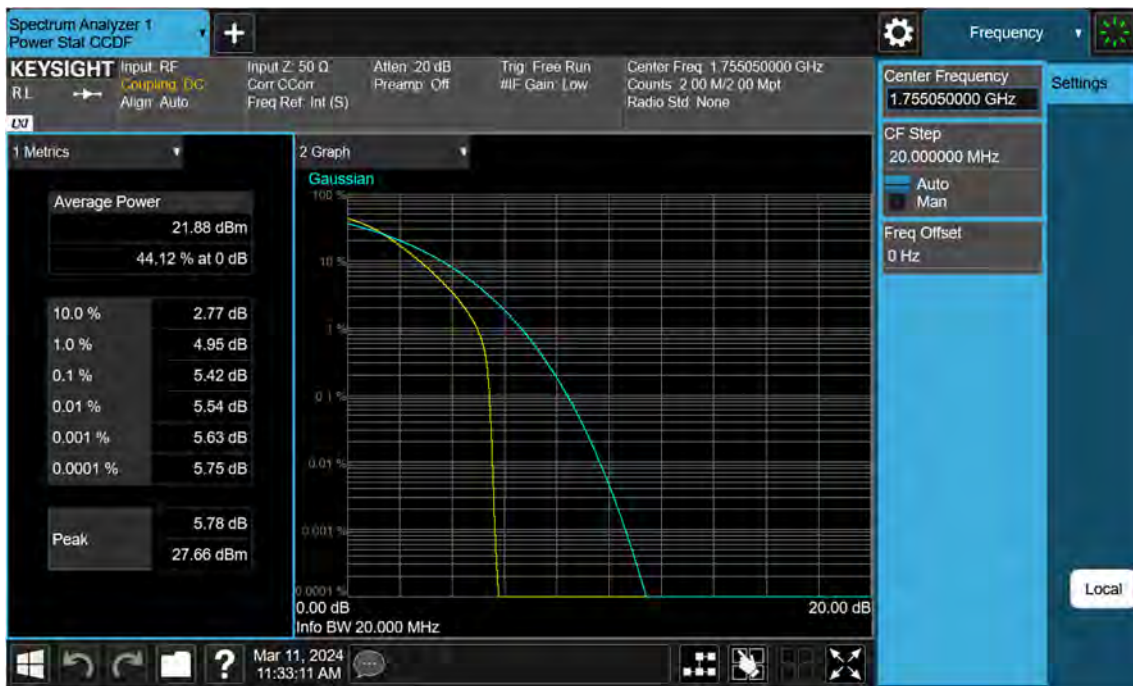 Spectrum Analyzer 1
Power Stat CCDF
+
Frequency
KEYSIGHT
RL
LXI
Input: RF
Coupling: DC
Align: Auto
Input Z: 50 Ω
Corr CCorr
Freq Ref: Int (S)
Atten: 20 dB
Preamp: Off
Trig: Free Run
#IF Gain: Low
Center Freq: 1.755050000 GHz
Counts: 2.00 M/2.00 Mpt
Radio Std: None
Center Frequency
1.755050000 GHz
Settings
CF Step
20.000000 MHz
Auto
Man
Freq Offset
0 Hz
Local
1 Metrics
Average Power
21.88 dBm
44.12 % at 0 dB
10.0 % 2.77 dB
1.0 % 4.95 dB
0.1 % 5.42 dB
0.01 % 5.54 dB
0.001 % 5.63 dB
0.0001 % 5.75 dB
Peak
5.78 dB
27.66 dBm
2 Graph
Gaussian
100 %
10 %
1 %
0.1 %
0.01 %
0.001 %
0.0001 %
0.00 dB 20.00 dB
Info BW 20.000 MHz
?
Mar 11, 2024
11:33:11 AM